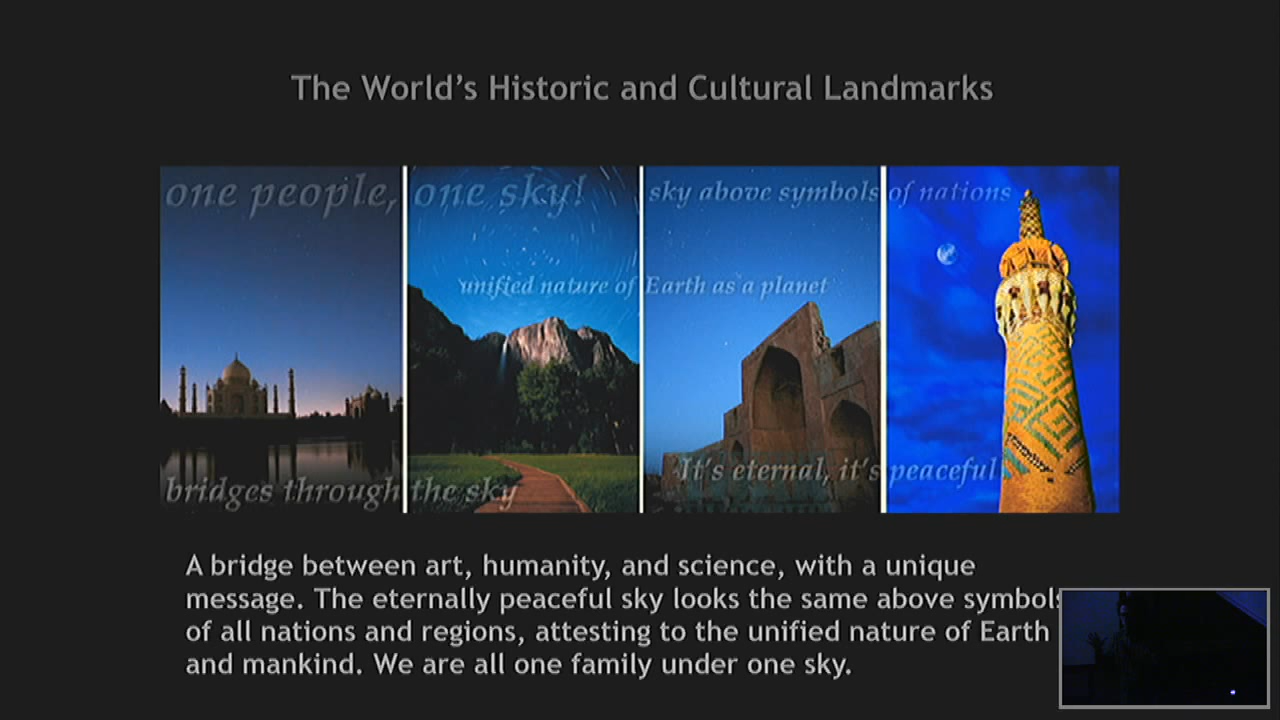 The World's Historic and Cultural Landmarks
one people, one sky!
sky above symbols of nations
unified nature of Earth as a planet
It's eternal, it's peaceful
bridges through the sky
A bridge between art, humanity, and science, with a unique
message. The eternally peaceful sky looks the same above symbols
of all nations and regions, attesting to the unified nature of Earth
and mankind. We are all one family under one sky.